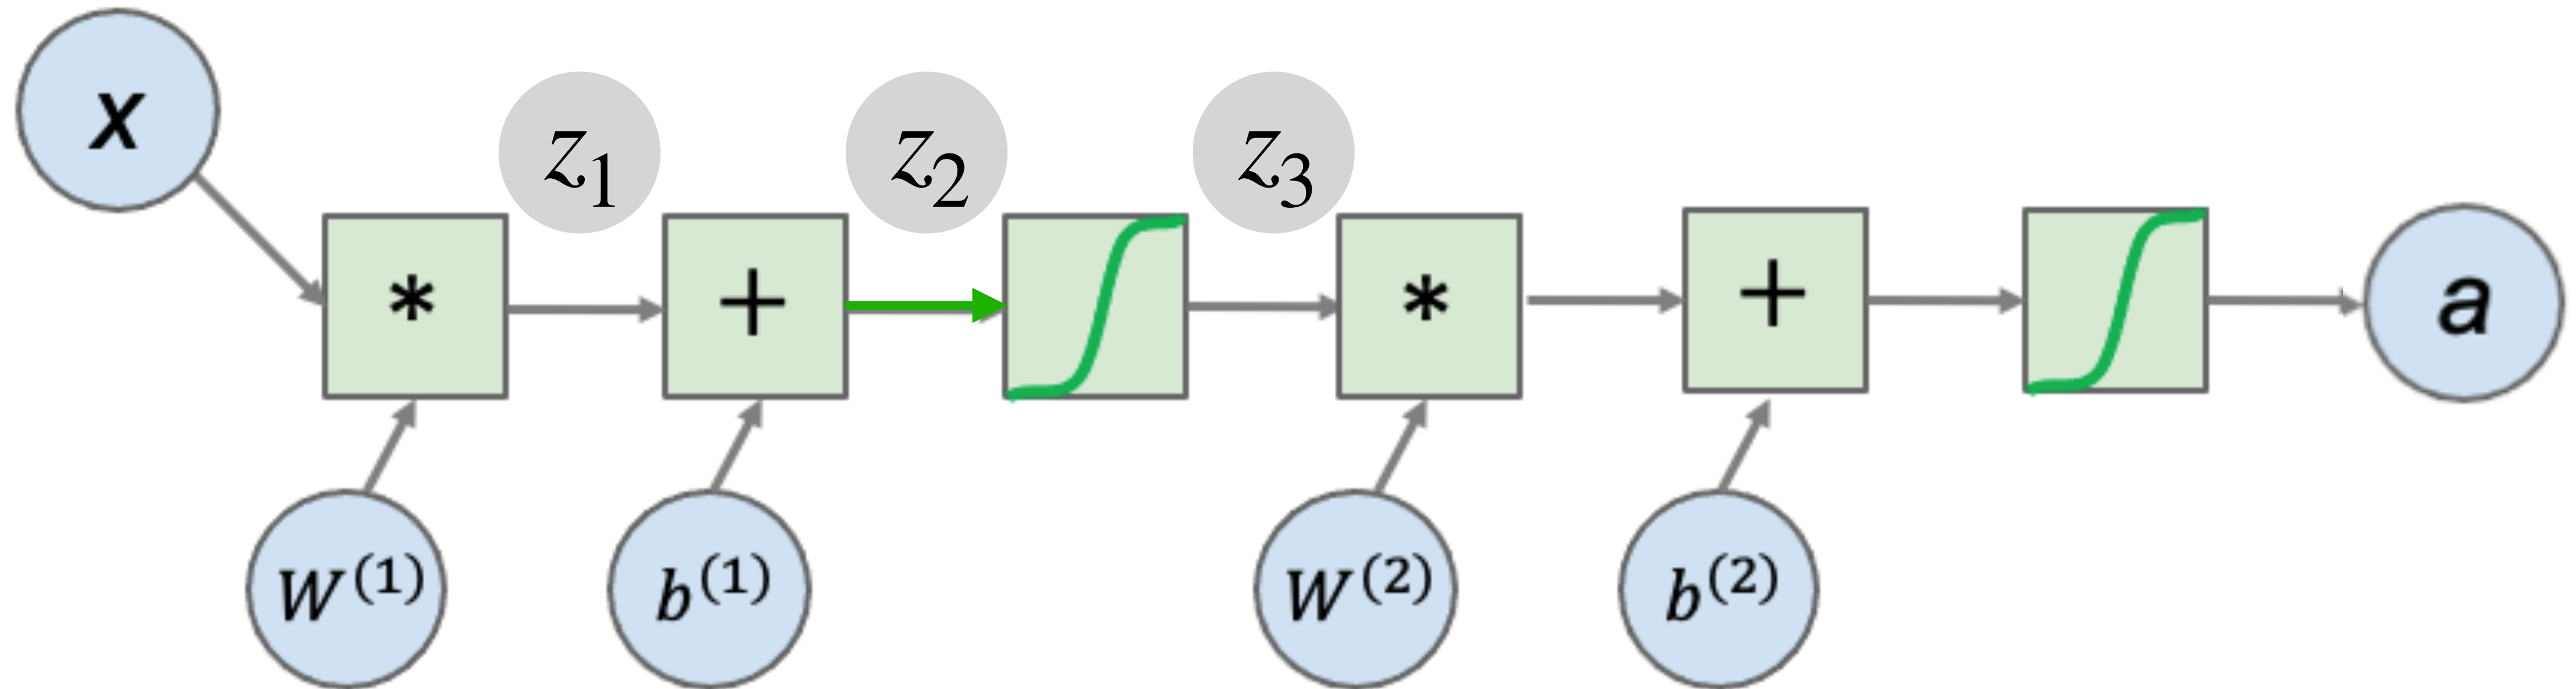 x
z₁ z₂ z₃
* + * + a
W⁽¹⁾ b⁽¹⁾ W⁽²⁾ b⁽²⁾